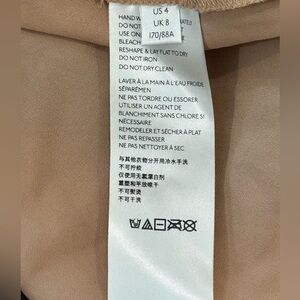 US 4
UK 8
170/88A
HAND W
DO NOT
USE ON
BLEACH
RESHAPE & LAY FLAT TO DRY
DO NOT IRON
DO NOT DRY CLEAN
LAVER À LA MAIN À L'EAU FROIDE
SÉPARÉMEN
NE PAS TORDRE OU ESSORER
UTILISER UN AGENT DE
BLANCHIMENT SANS CHLORE SI
NÉCESSAIRE
REMODELER ET SÉCHER À PLAT
NE PAS REPASSER
NE PAS NETTOYER À SEC
与其他衣物分开用冷水手洗
不可拧绞
仅使用无氯漂白剂
重塑和平放晾干
不可熨烫
不可干洗